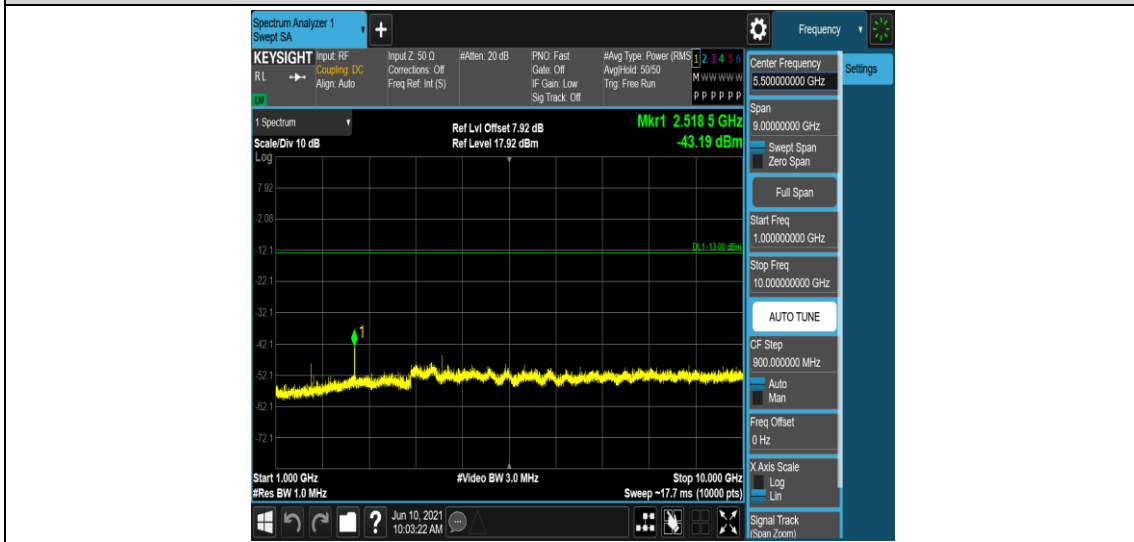 Spectrum Analyzer 1
Swept SA
+
Frequency
KEYSIGHT
Input: RF
Coupling: DC
Align: Auto
Input Z: 50 Ω
Corrections: Off
Freq Ref: Int (S)
#Atten: 20 dB
PNO: Fast
Gate: Off
IF Gain: Low
Sig Track: Off
#Avg Type: Power (RMS
Avg|Hold: 50/50
Trig: Free Run
1 2 3 4 5 6
M W W W W W
P P P P P P
RL
LXI
1 Spectrum
Scale/Div 10 dB
Log
Ref Lvl Offset 7.92 dB
Ref Level 17.92 dBm
Mkr1 2.518 5 GHz
-43.19 dBm
7.92
-2.08
-12.1
-22.1
-32.1
-42.1
-52.1
-62.1
-72.1
DL1 -13.00 dBm
1
Start 1.000 GHz
#Res BW 1.0 MHz
#Video BW 3.0 MHz
Stop 10.000 GHz
Sweep ~17.7 ms (10000 pts)
?
Jun 10, 2021
10:03:22 AM
Center Frequency
5.500000000 GHz
Settings
Span
9.00000000 GHz
Swept Span
Zero Span
Full Span
Start Freq
1.000000000 GHz
Stop Freq
10.000000000 GHz
AUTO TUNE
CF Step
900.000000 MHz
Auto
Man
Freq Offset
0 Hz
X Axis Scale
Log
Lin
Signal Track
(Span Zoom)